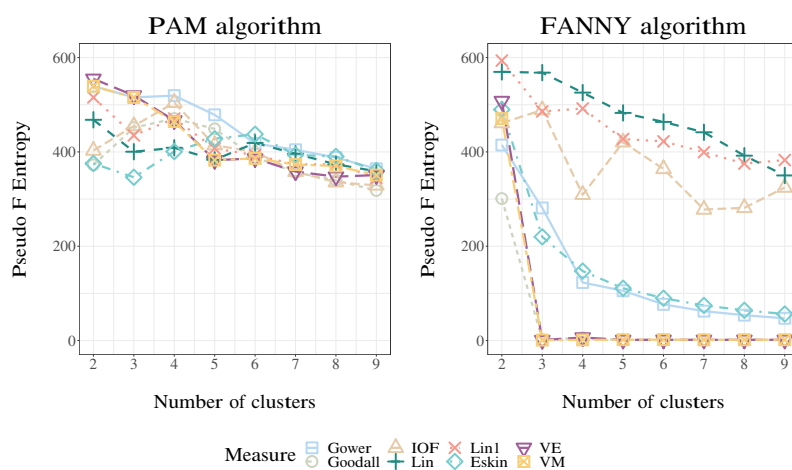 PAM algorithm
FANNY algorithm
Pseudo F Entropy
600
400
200
0
2 3 4 5 6 7 8 9
Number of clusters
Pseudo F Entropy
600
400
200
0
2 3 4 5 6 7 8 9
Number of clusters
Measure
Gower IOF Lin1 VE
Goodall Lin Eskin VM